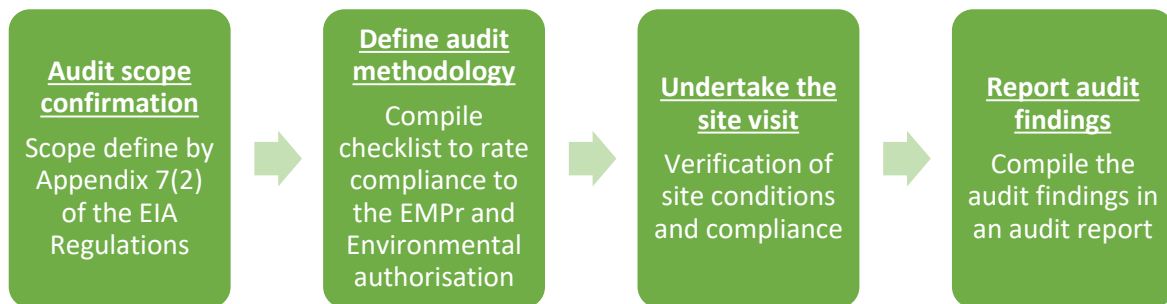 Audit scope
confirmation
Scope define by
Appendix 7(2)
of the EIA
Regulations
Define audit
methodology
Compile
checklist to rate
compliance to
the EMPr and
Environmental
authorisation
Undertake the
site visit
Verification of
site conditions
and compliance
Report audit
findings
Compile the
audit findings in
an audit report